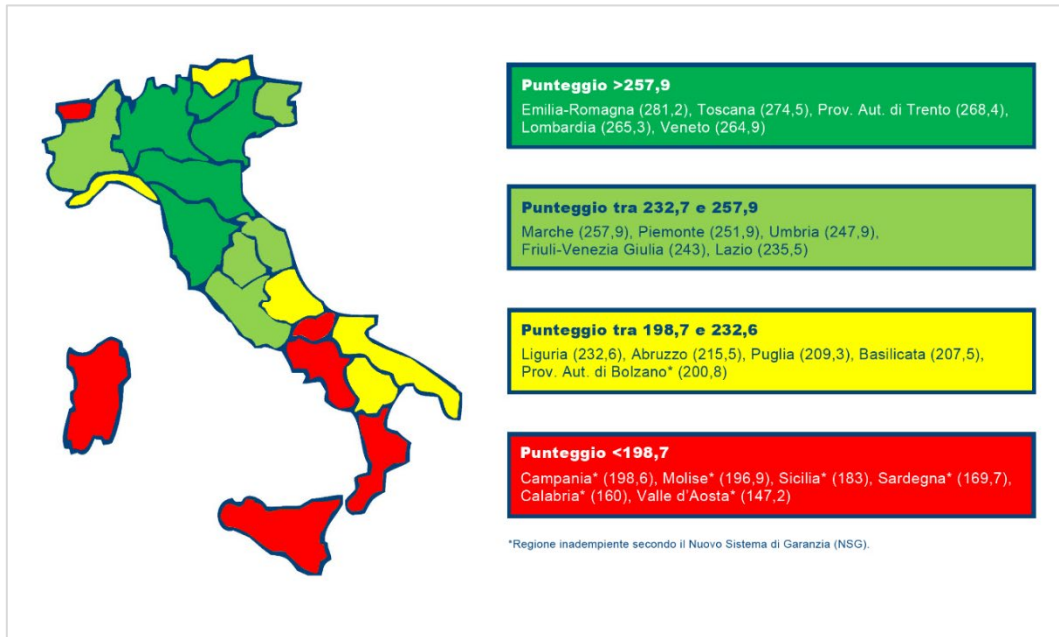 Punteggio >257,9
Emilia-Romagna (281,2), Toscana (274,5), Prov. Aut. di Trento (268,4),
Lombardia (265,3), Veneto (264,9)
Punteggio tra 232,7 e 257,9
Marche (257,9), Piemonte (251,9), Umbria (247,9),
Friuli-Venezia Giulia (243), Lazio (235,5)
Punteggio tra 198,7 e 232,6
Liguria (232,6), Abruzzo (215,5), Puglia (209,3), Basilicata (207,5),
Prov. Aut. di Bolzano* (200,8)
Punteggio <198,7
Campania* (198,6), Molise* (196,9), Sicilia* (183), Sardegna* (169,7),
Calabria* (160), Valle d'Aosta* (147,2)
*Regione inadempiente secondo il Nuovo Sistema di Garanzia (NSG).